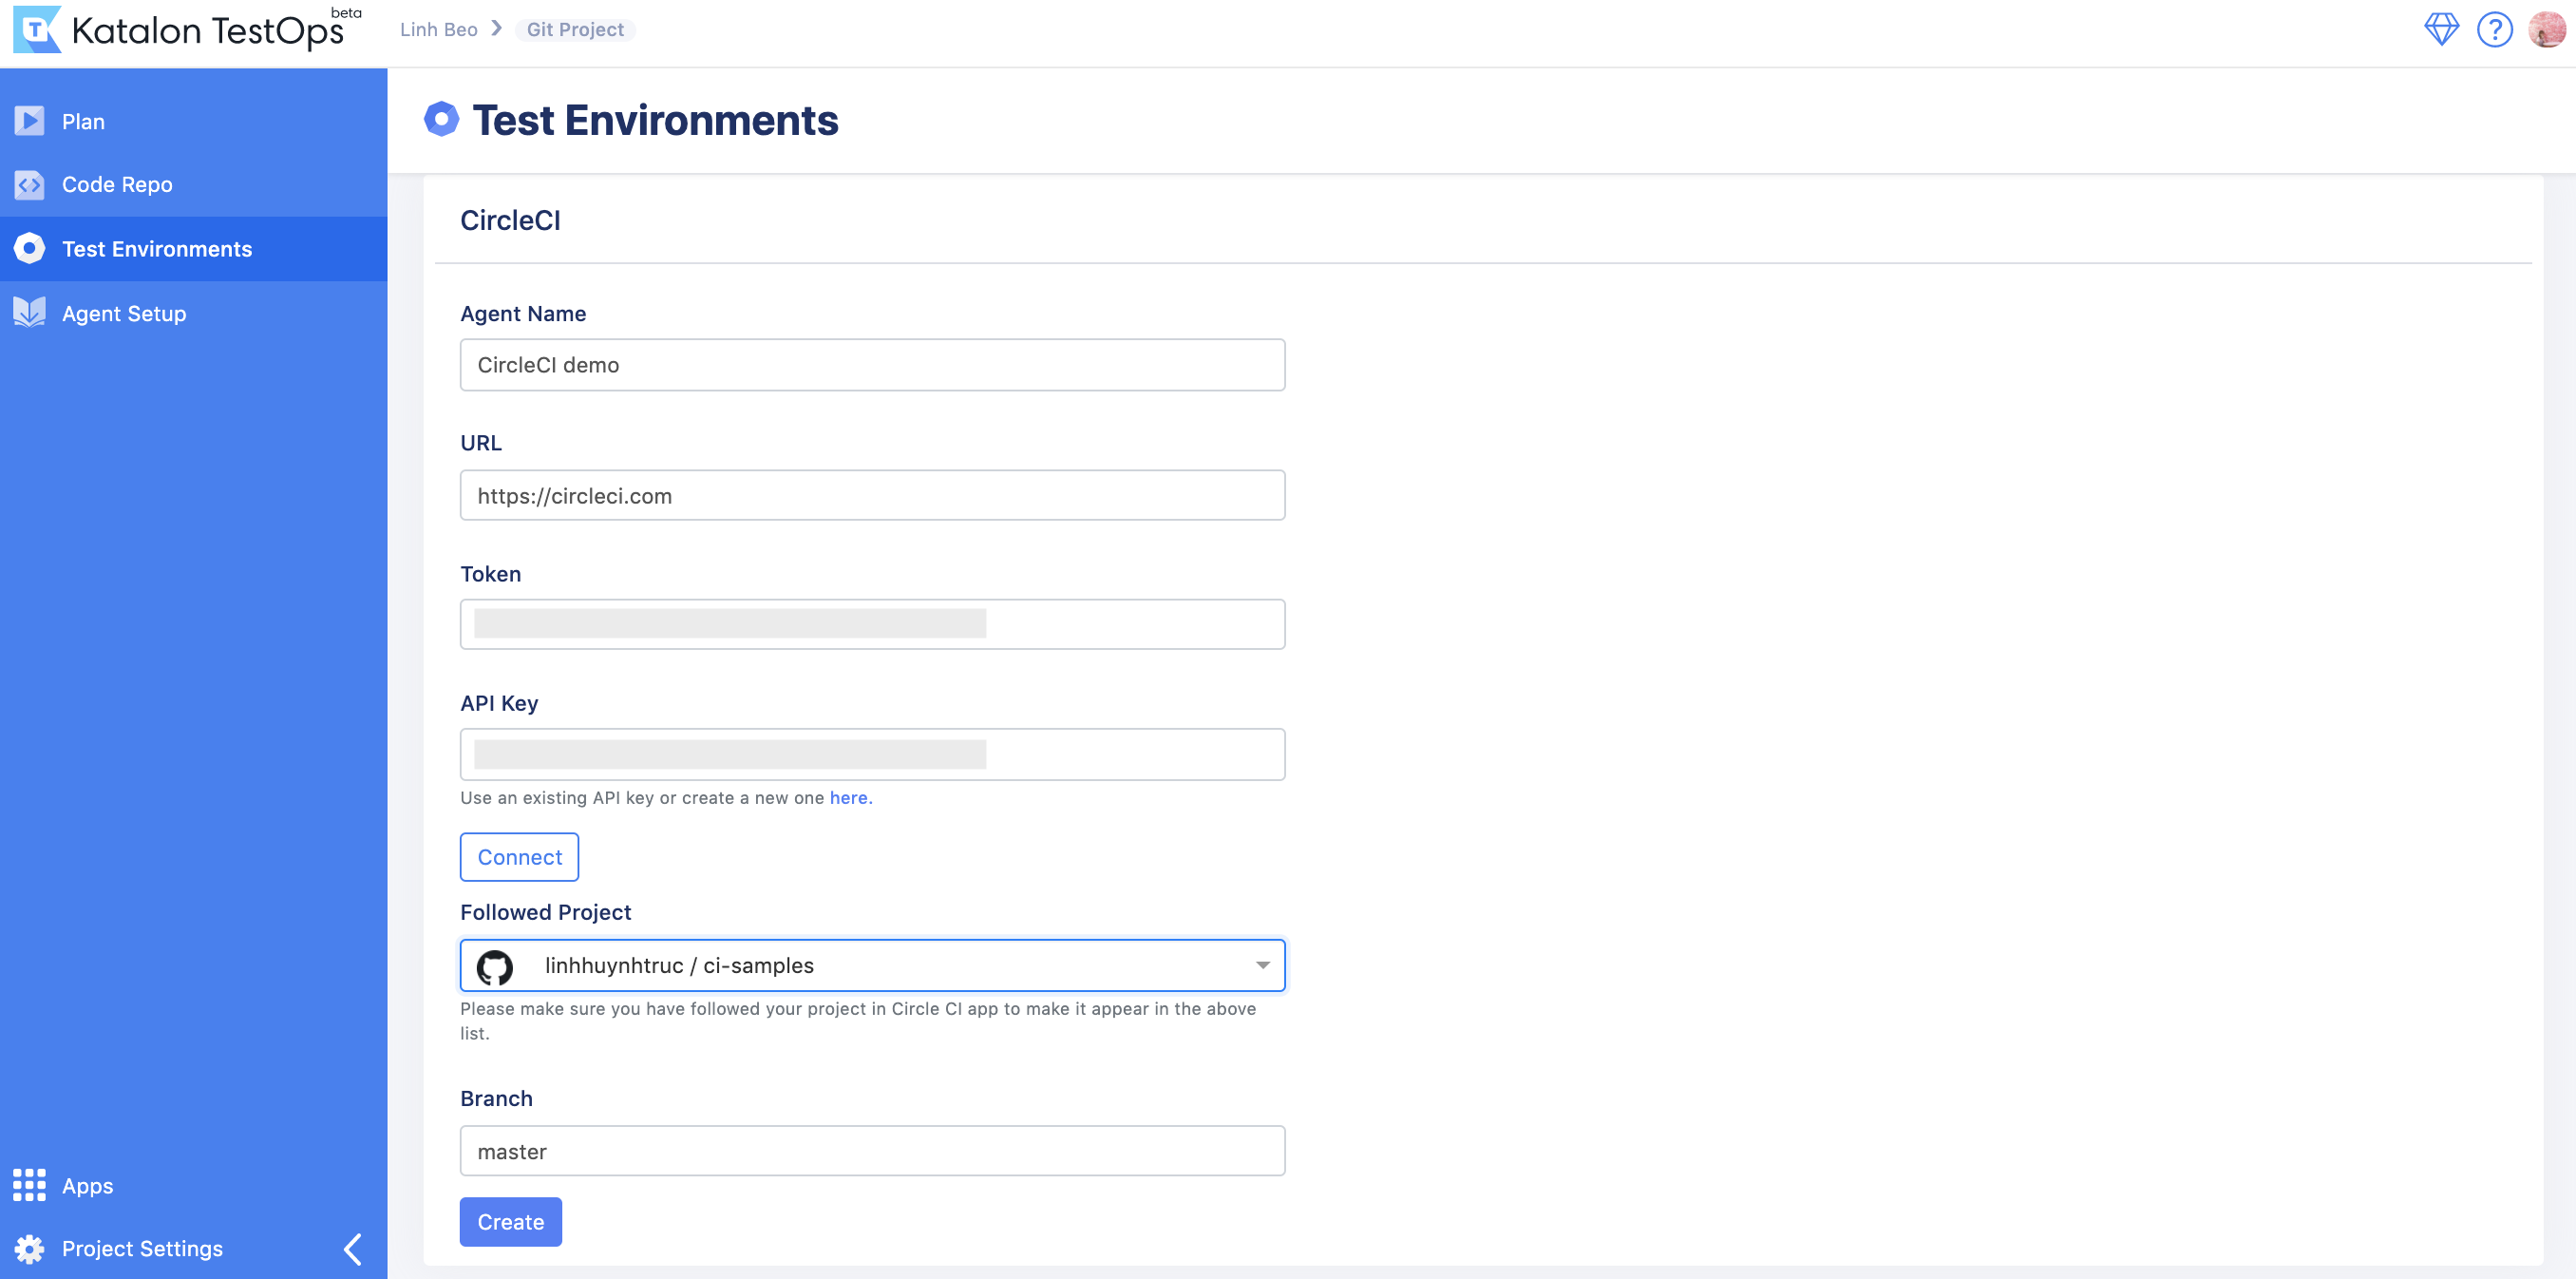 Katalon TestOps beta
Linh Beo
Git Project
Plan
Code Repo
Test Environments
Agent Setup
Apps
Project Settings
Test Environments
CircleCI
Agent Name
CircleCI demo
URL
https://circleci.com
Token
API Key
Use an existing API key or create a new one here.
Connect
Followed Project
linhhuynhtruc / ci-samples
Please make sure you have followed your project in Circle CI app to make it appear in the above
list.
Branch
master
Create